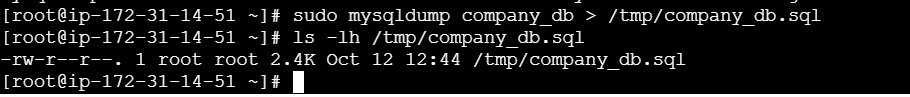 [root@ip-172-31-14-51 ~]# sudo mysqldump company_db > /tmp/company_db.sql
[root@ip-172-31-14-51 ~]# ls -lh /tmp/company_db.sql
-rw-r--r--. 1 root root 2.4K Oct 12 12:44 /tmp/company_db.sql
[root@ip-172-31-14-51 ~]#